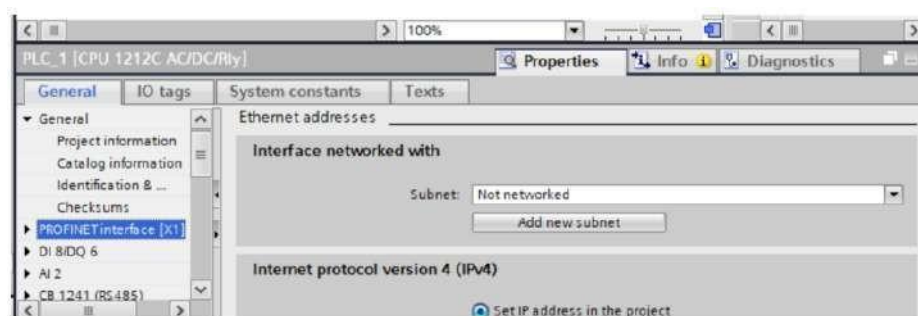 100%
PLC_1 [CPU 1212C AC/DC/Rly]
Properties
Info
Diagnostics
General
IO tags
System constants
Texts
General
Project information
Catalog information
Identification & ...
Checksums
PROFINET interface [X1]
DI 8/DQ 6
AI 2
CB 1241 (RS485)
Ethernet addresses
Interface networked with
Subnet: Not networked
Add new subnet
Internet protocol version 4 (IPv4)
Set IP address in the project